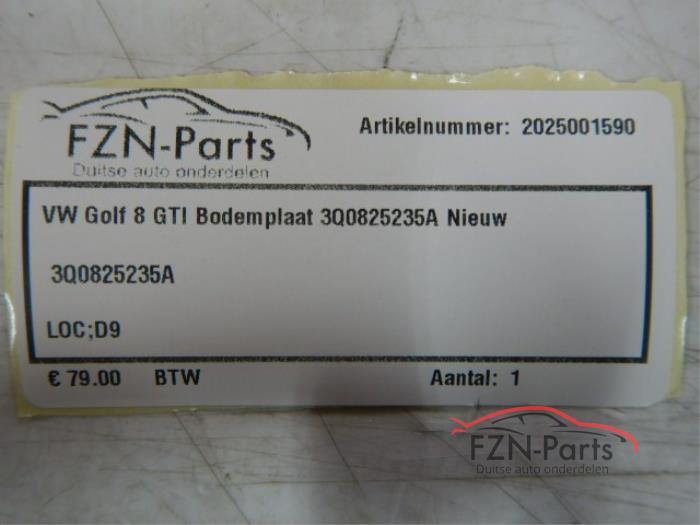 FZN-Parts
Duitse auto onderdelen
Artikelnummer: 2025001590
VW Golf 8 GTI Bodemplaat 3Q0825235A Nieuw
3Q0825235A
LOC;D9
€ 79.00 BTW Aantal: 1
FZN-Parts
Duitse auto onderdelen